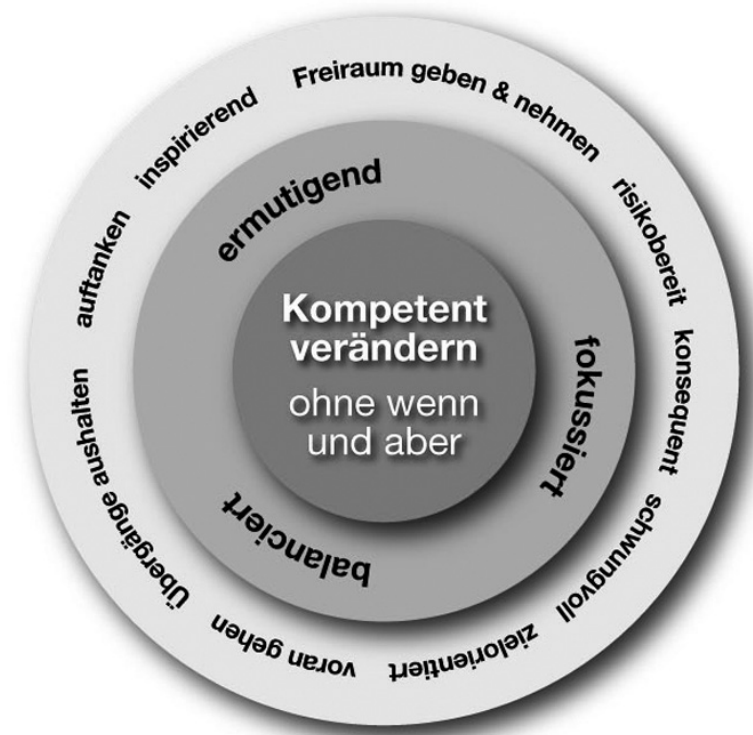 Freiraum geben & nehmen
risikobereit
konsequent
schwungvoll
zielorientiert
voran gehen
Übergänge aushalten
auftanken
inspirierend
ermutigend
fokussiert
balanciert
Kompetent
verändern
ohne wenn
und aber